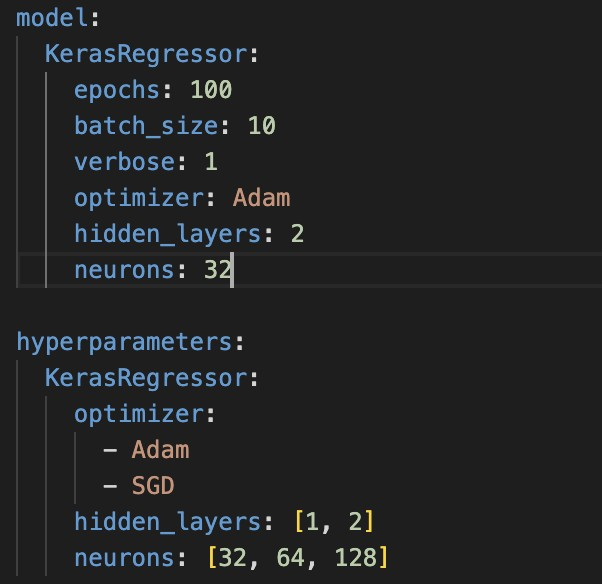 model:
  KerasRegressor:
    epochs: 100
    batch_size: 10
    verbose: 1
    optimizer: Adam
    hidden_layers: 2
    neurons: 32
hyperparameters:
  KerasRegressor:
    optimizer:
      - Adam
      - SGD
    hidden_layers: [1, 2]
    neurons: [32, 64, 128]